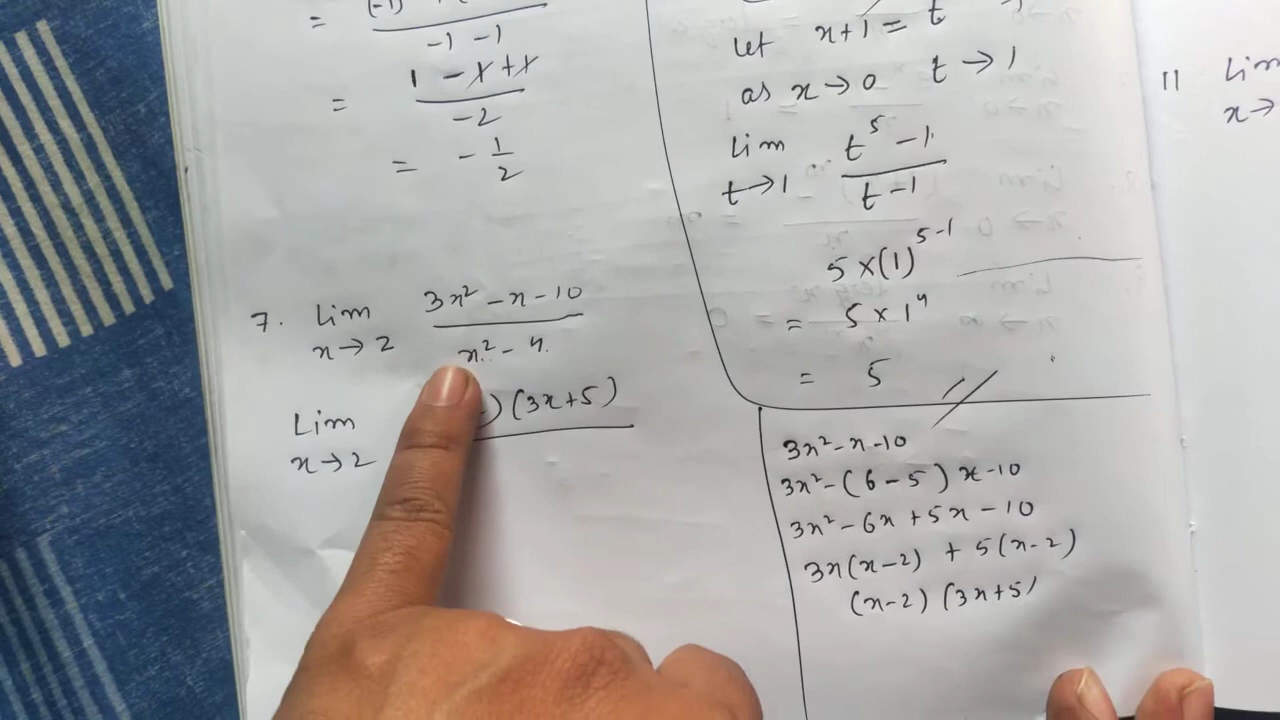 =
-1 -1
= 1 - x + x
-2
= - 1
2
7. Lim 3x² - x - 10
x→2 x² - 4
Lim ) (3x+5)
x→2
Let x+1 = t
as x→0 t→1
Lim t⁵ - 1
t→1 t - 1
5 × (1)⁵⁻¹
= 5 × 1⁴
= 5
3x² - x - 10
3x² - (6 - 5) x - 10
3x² - 6x + 5x - 10
3x(x-2) + 5(x-2)
(x-2) (3x+5)
11 Lim
x→